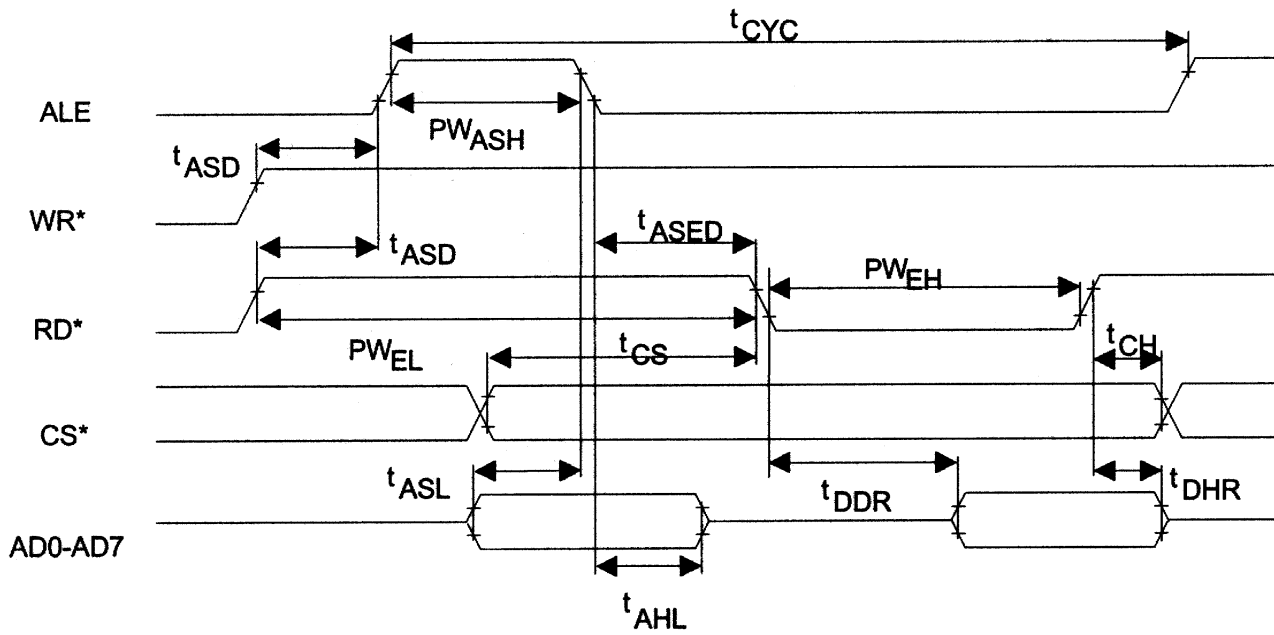 tCYC
ALE
PWASH
tASD
WR*
tASED
tASD
PWEH
RD*
tCS
tCH
PWEL
CS*
tASL
tDDR
tDHR
AD0-AD7
tAHL